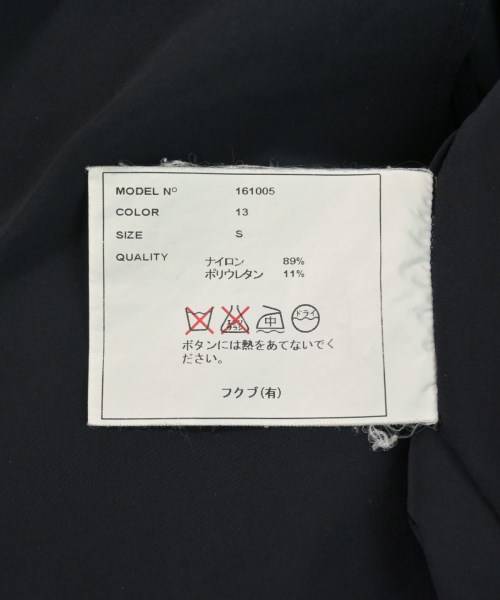 MODEL Nº 161005
COLOR 13
SIZE S
QUALITY ナイロン 89%
ポリウレタン 11%
中 ドライ
ボタンには熱をあてないでく
ださい。
フクブ(有)